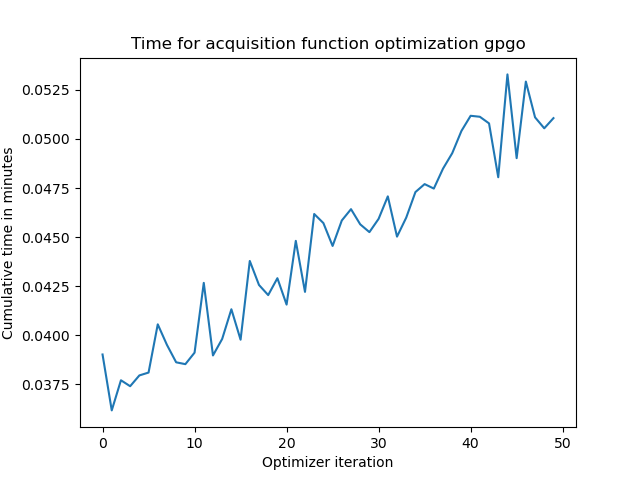 Time for acquisition function optimization gpgo
Cumulative time in minutes
0.0525
0.0500
0.0475
0.0450
0.0425
0.0400
0.0375
0 10 20 30 40 50
Optimizer iteration